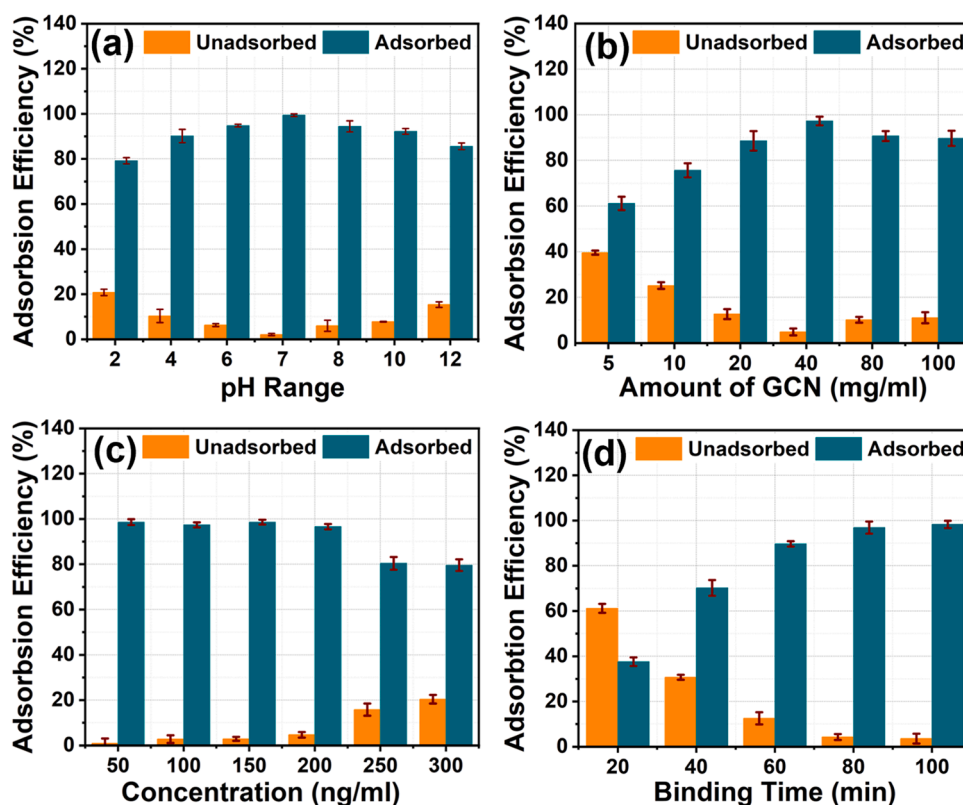 (a)
Unadsorbed Adsorbed
Adsorbsion Efficiency (%)
140
120
100
80
60
40
20
0
2 4 6 7 8 10 12
pH Range
(b)
Unadsorbed Adsorbed
Adsorbsion Efficiency (%)
140
120
100
80
60
40
20
0
5 10 20 40 80 100
Amount of GCN (mg/ml)
(c)
Unadsorbed Adsorbed
Adsorbsion Efficiency (%)
140
120
100
80
60
40
20
0
50 100 150 200 250 300
Concentration (ng/ml)
(d)
Unadsorbed Adsorbed
Adsorbtion Efficiency (%)
140
120
100
80
60
40
20
0
20 40 60 80 100
Binding Time (min)